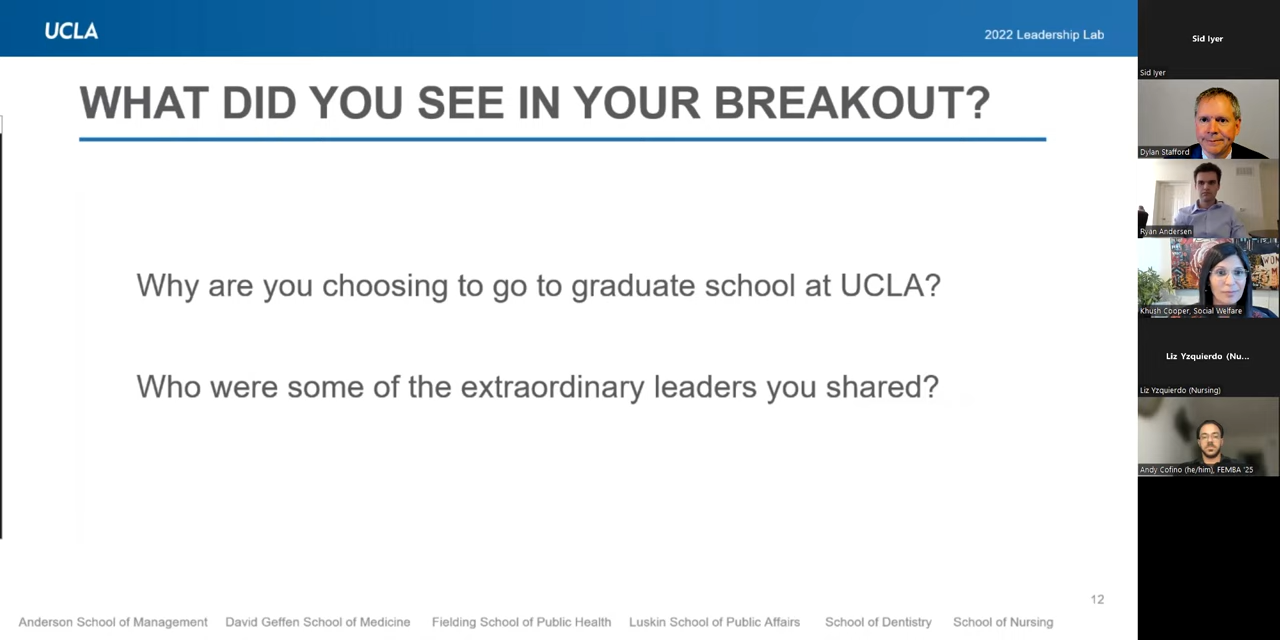 UCLA
2022 Leadership Lab
WHAT DID YOU SEE IN YOUR BREAKOUT?
Why are you choosing to go to graduate school at UCLA?
Who were some of the extraordinary leaders you shared?
12
Anderson School of Management David Geffen School of Medicine Fielding School of Public Health Luskin School of Public Affairs School of Dentistry School of Nursing
Sid Iyer
Sid Iyer
Dylan Stafford
Ryan Andersen
Khush Cooper, Social Welfare
Liz Yzquierdo (Nu...
Liz Yzquierdo (Nursing)
Andy Cofino (he/him), FEMBA '25